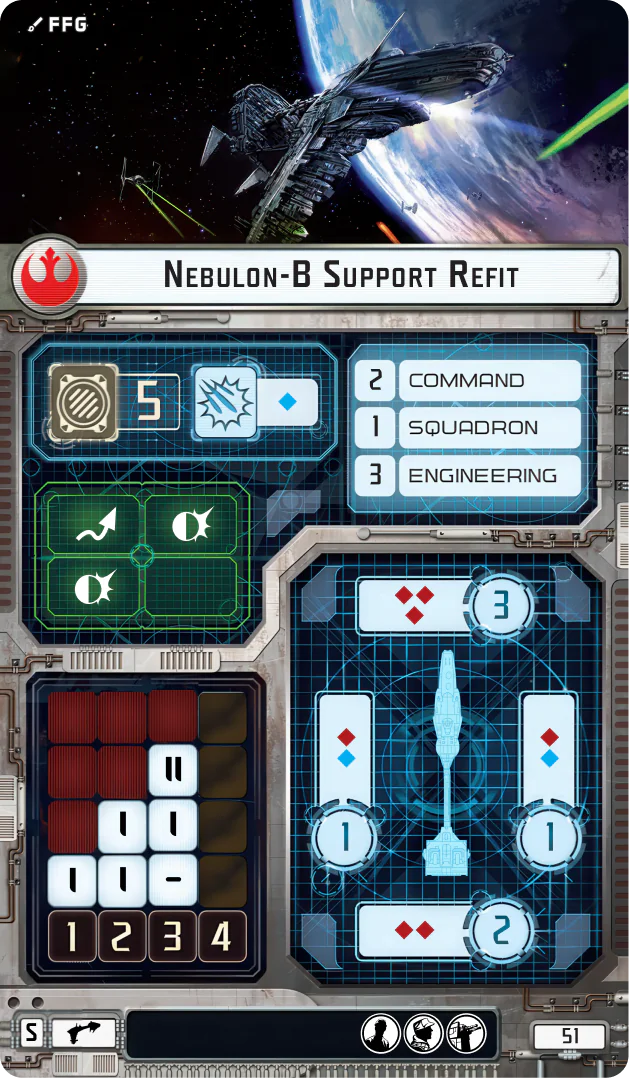 FFG
NEBULON-B SUPPORT REFIT
5
2 COMMAND
1 SQUADRON
3 ENGINEERING
3
II
I I
I I -
1 1
2
1 2 3 4
S 51